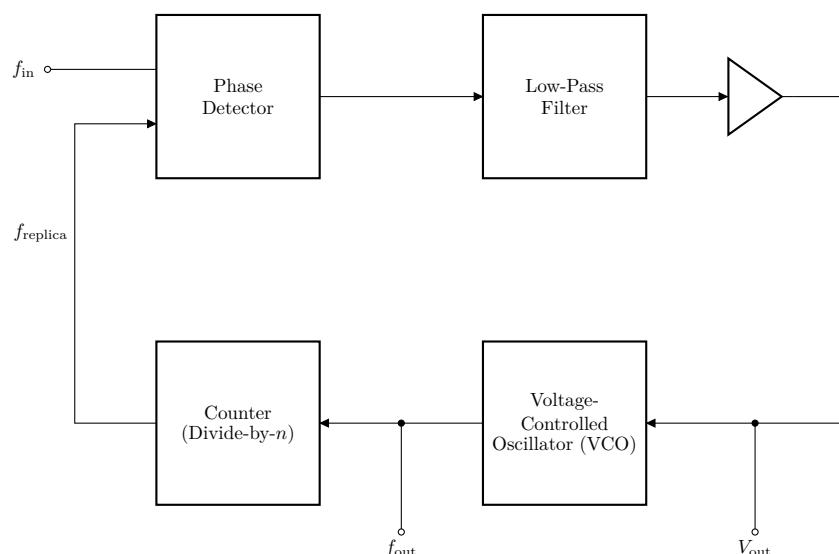 f_in
Phase
Detector
Low-Pass
Filter
f_replica
Counter
(Divide-by-n)
Voltage-
Controlled
Oscillator (VCO)
f_out
V_out